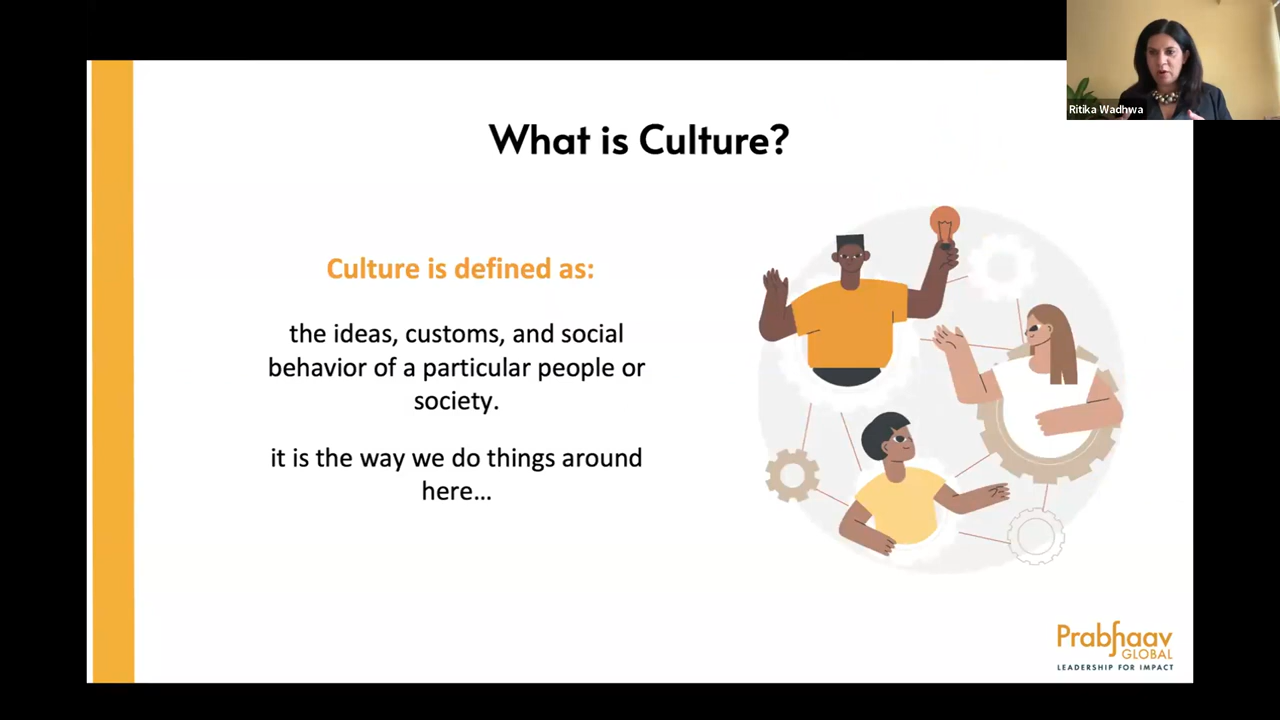 Ritika Wadhwa
What is Culture?
Culture is defined as:
the ideas, customs, and social
behavior of a particular people or
society.
it is the way we do things around
here...
Prabhaav
GLOBAL
LEADERSHIP FOR IMPACT